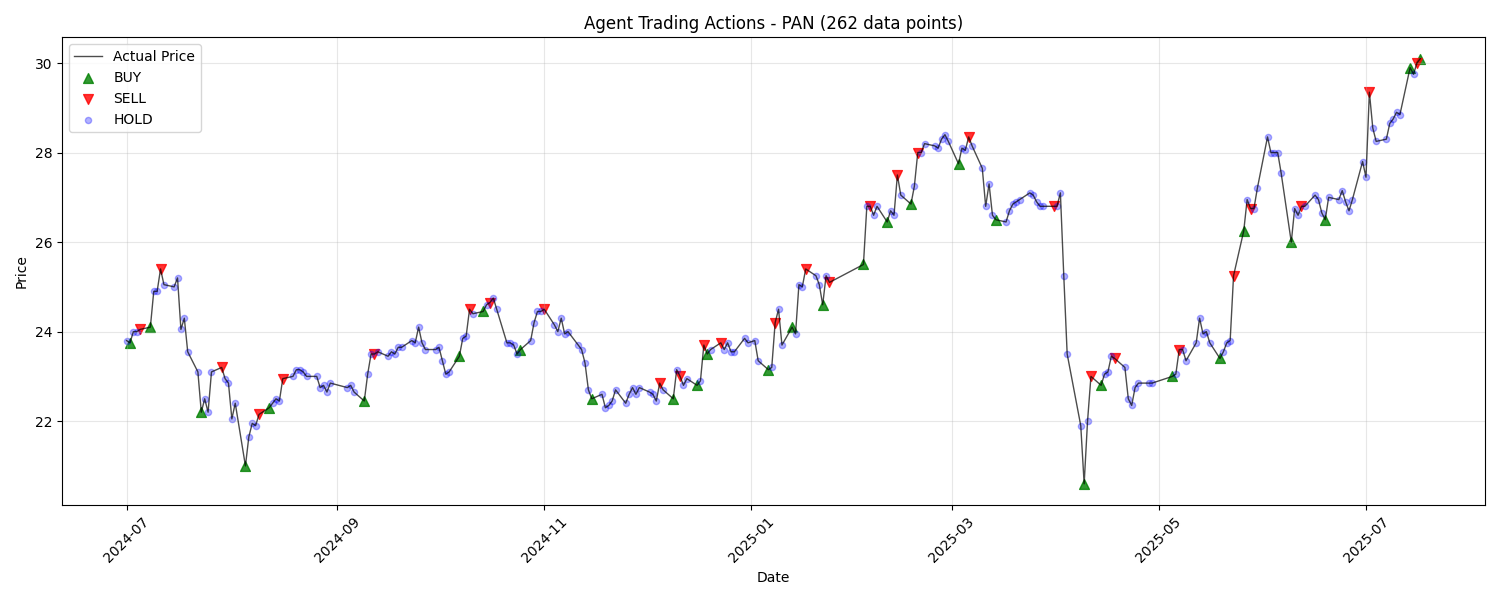 Agent Trading Actions - PAN (262 data points)
Actual Price
BUY
SELL
HOLD
Price
30
28
26
24
22
2024-07
2024-09
2024-11
2025-01
2025-03
2025-05
2025-07
Date